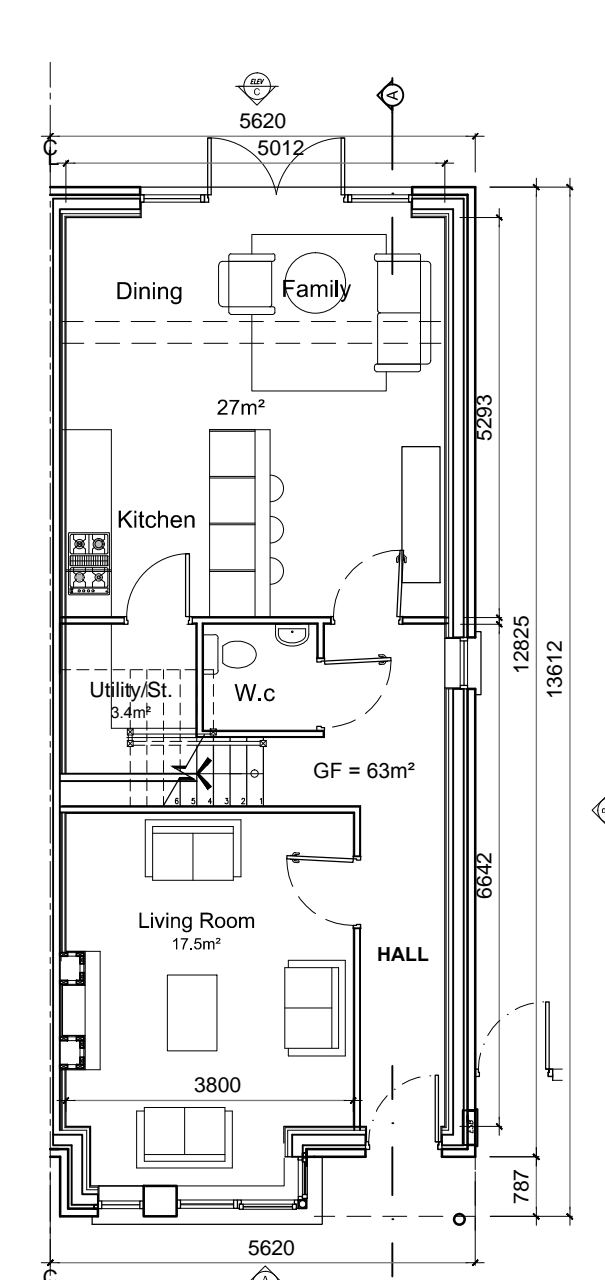 ELEV
C
A
5620
C
L
5012
Dining
Family
27m²
5293
Kitchen
12825
13612
Utility/St.
3.4m²
W.c
GF = 63m²
6
5
4
3
2
1
6642
Living Room
17.5m²
HALL
3800
787
5620
C
A